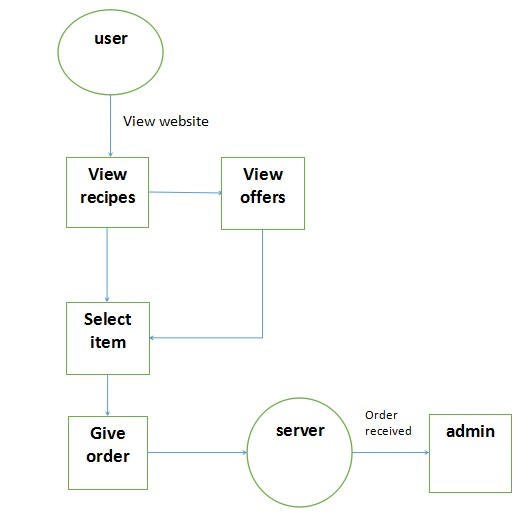 user
View website
View
recipes
View
offers
Select
item
Give
order
server
Order
received
admin